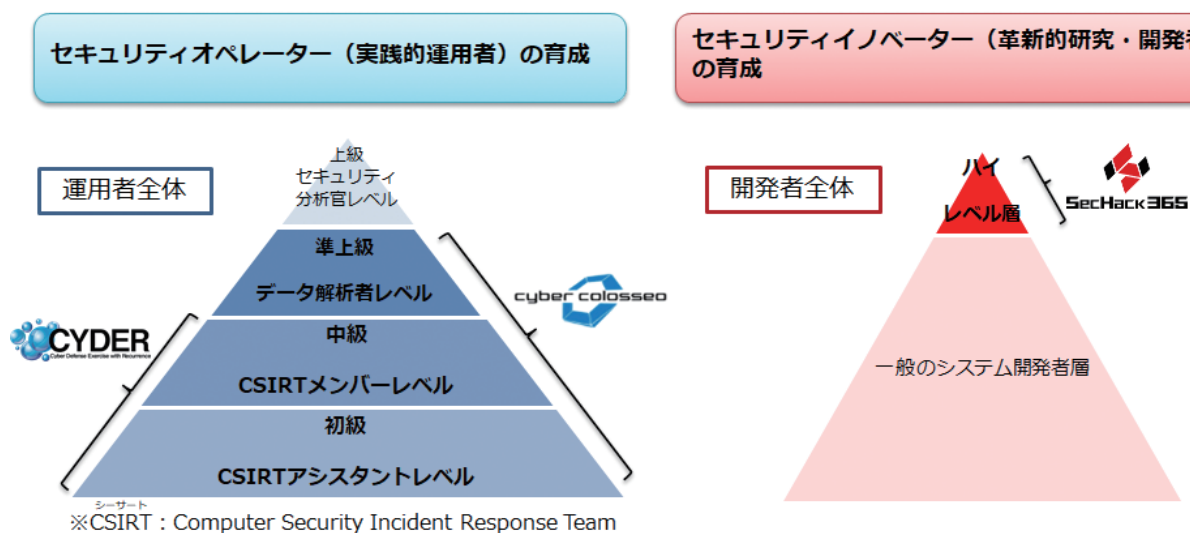 セキュリティオペレーター（実践的運用者）の育成
セキュリティイノベーター（革新的研究・開発者
の育成
運用者全体
上級
セキュリティ
分析官レベル
準上級
データ解析者レベル
中級
CSIRTメンバーレベル
初級
CSIRTアシスタントレベル
CYDER
Cyber Defense Exercise with Recurrence
cyber colosseo
シーサート
※CSIRT：Computer Security Incident Response Team
開発者全体
ハイ
レベル層
SecHack365
一般のシステム開発者層